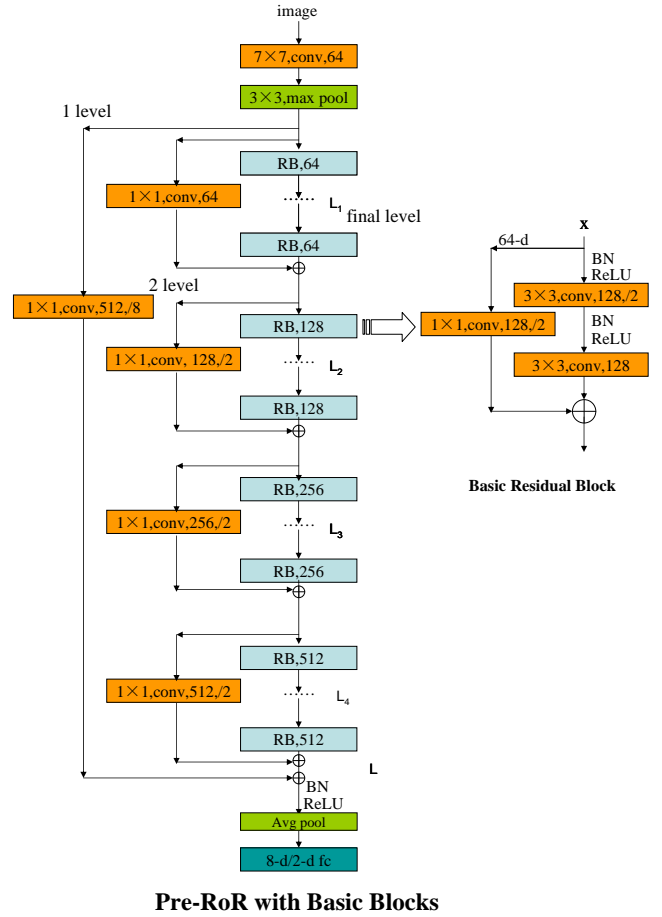 image
7×7,conv,64
3×3,max pool
1 level
RB,64
1×1,conv,64
L1
final level
RB,64
2 level
1×1,conv,512,/8
RB,128
1×1,conv, 128,/2
L2
RB,128
RB,256
1×1,conv,256,/2
L3
RB,256
RB,512
1×1,conv,512,/2
L4
RB,512
L
BN
ReLU
Avg pool
8-d/2-d fc
x
64-d
BN
ReLU
3×3,conv,128,/2
1×1,conv,128,/2
BN
ReLU
3×3,conv,128
Basic Residual Block
Pre-RoR with Basic Blocks